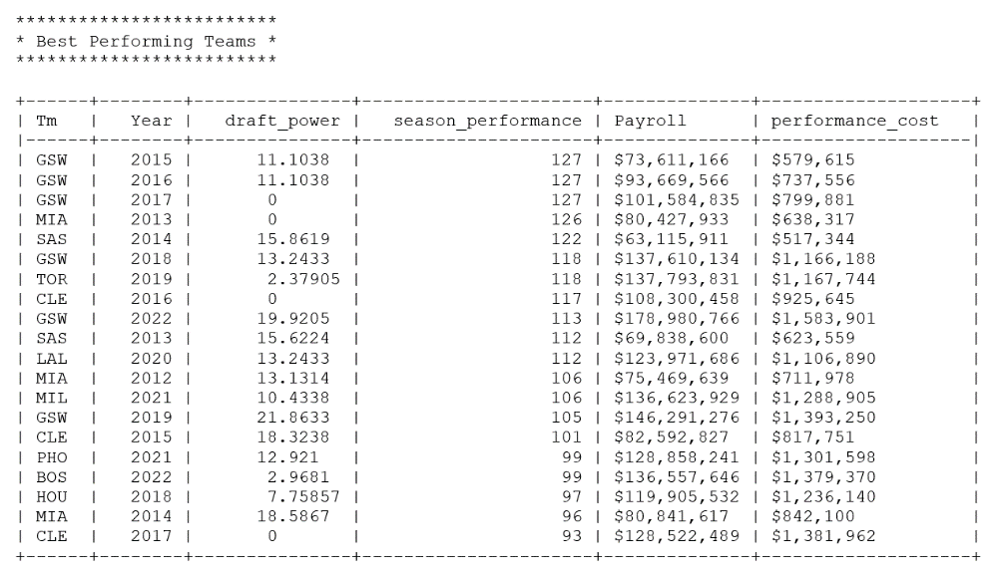 **************************
* Best Performing Teams *
**************************
+------+--------+----------------+------------------------+---------------+----------------------+
| Tm | Year | draft_power | season_performance | Payroll | performance_cost |
|------+--------+----------------+------------------------+---------------+----------------------|
| GSW | 2015 | 11.1038 | 127 | $73,611,166 | $579,615 |
| GSW | 2016 | 11.1038 | 127 | $93,669,566 | $737,556 |
| GSW | 2017 | 0 | 127 | $101,584,835 | $799,881 |
| MIA | 2013 | 0 | 126 | $80,427,933 | $638,317 |
| SAS | 2014 | 15.8619 | 122 | $63,115,911 | $517,344 |
| GSW | 2018 | 13.2433 | 118 | $137,610,134 | $1,166,188 |
| TOR | 2019 | 2.37905 | 118 | $137,793,831 | $1,167,744 |
| CLE | 2016 | 0 | 117 | $108,300,458 | $925,645 |
| GSW | 2022 | 19.9205 | 113 | $178,980,766 | $1,583,901 |
| SAS | 2013 | 15.6224 | 112 | $69,838,600 | $623,559 |
| LAL | 2020 | 13.2433 | 112 | $123,971,686 | $1,106,890 |
| MIA | 2012 | 13.1314 | 106 | $75,469,639 | $711,978 |
| MIL | 2021 | 10.4338 | 106 | $136,623,929 | $1,288,905 |
| GSW | 2019 | 21.8633 | 105 | $146,291,276 | $1,393,250 |
| CLE | 2015 | 18.3238 | 101 | $82,592,827 | $817,751 |
| PHO | 2021 | 12.921 | 99 | $128,858,241 | $1,301,598 |
| BOS | 2022 | 2.9681 | 99 | $136,557,646 | $1,379,370 |
| HOU | 2018 | 7.75857 | 97 | $119,905,532 | $1,236,140 |
| MIA | 2014 | 18.5867 | 96 | $80,841,617 | $842,100 |
| CLE | 2017 | 0 | 93 | $128,522,489 | $1,381,962 |
+------+--------+----------------+------------------------+---------------+----------------------+